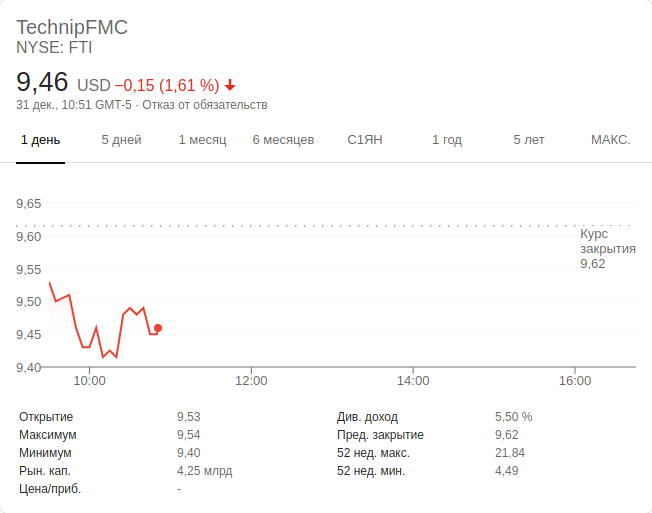 TechnipFMC
NYSE: FTI
9,46 USD −0,15 (1,61 %)
31 дек., 10:51 GMT-5 · Отказ от обязательств
1 день 5 дней 1 месяц 6 месяцев С1ЯН 1 год 5 лет МАКС.
9,65
9,60
9,55
9,50
9,45
9,40
Курс
закрытия
9,62
10:00 12:00 14:00 16:00
Открытие 9,53 Див. доход 5,50 %
Максимум 9,54 Пред. закрытие 9,62
Минимум 9,40 52 нед. макс. 21,84
Рын. кап. 4,25 млрд 52 нед. мин. 4,49
Цена/приб. -